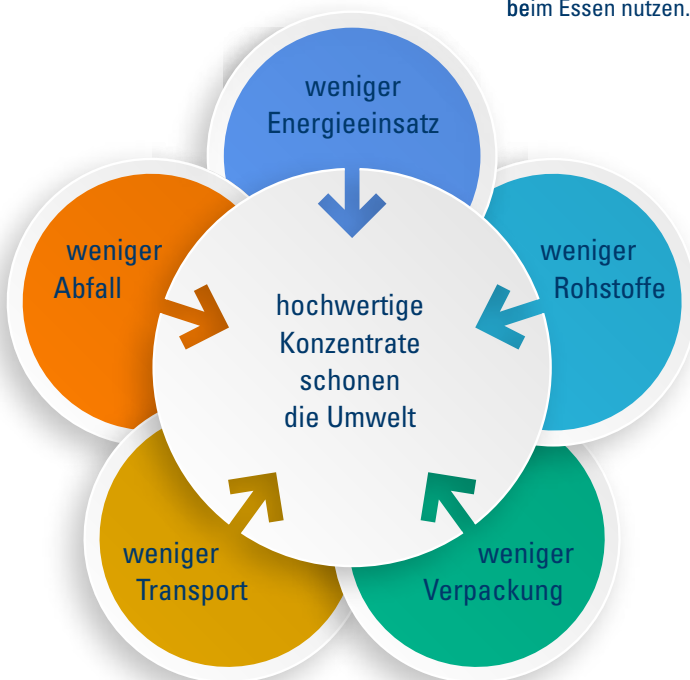 beim Essen nutzen.
weniger
Energieeinsatz
weniger
Abfall
weniger
Rohstoffe
hochwertige
Konzentrate
schonen
die Umwelt
weniger
Transport
weniger
Verpackung